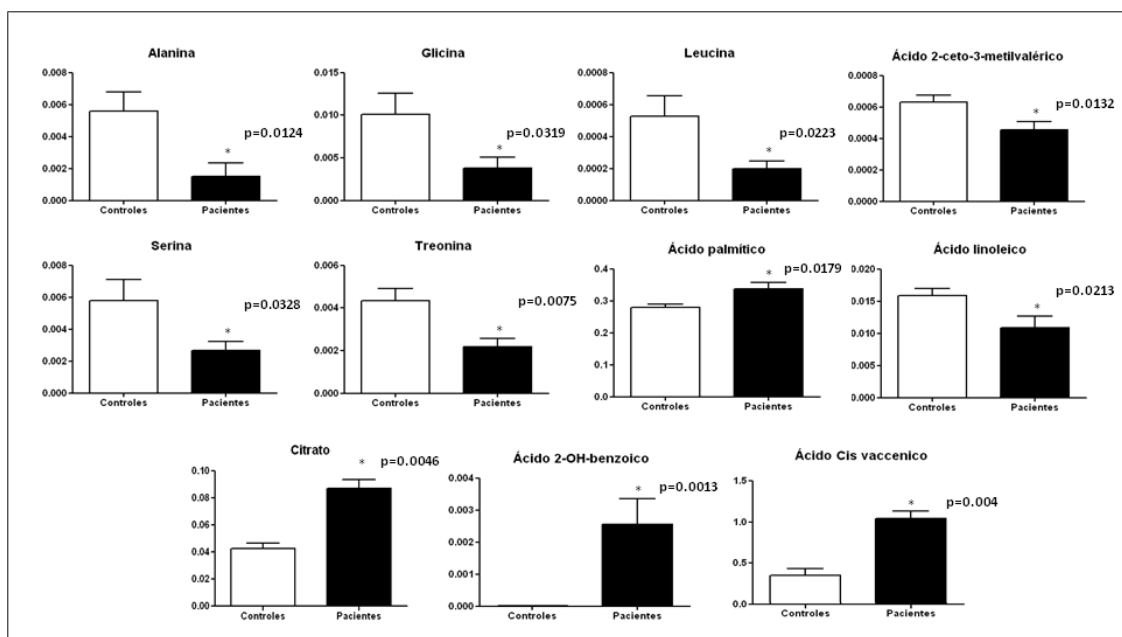 Alanina
0.008
0.006
0.004
0.002
0.000
*
p=0.0124
Controles
Pacientes
Glicina
0.015
0.010
0.005
0.000
*
p=0.0319
Controles
Pacientes
Leucina
0.0008
0.0006
0.0004
0.0002
0.0000
*
p=0.0223
Controles
Pacientes
Ácido 2-ceto-3-metilvalérico
0.0008
0.0006
0.0004
0.0002
0.0000
*
p=0.0132
Controles
Pacientes
Serina
0.008
0.006
0.004
0.002
0.000
*
p=0.0328
Controles
Pacientes
Treonina
0.006
0.004
0.002
0.000
*
p=0.0075
Controles
Pacientes
Ácido palmítico
0.4
0.3
0.2
0.1
0.0
*
p=0.0179
Controles
Pacientes
Ácido linoleico
0.020
0.015
0.010
0.005
0.000
*
p=0.0213
Controles
Pacientes
Citrato
0.10
0.08
0.06
0.04
0.02
0.00
*
p=0.0046
Controles
Pacientes
Ácido 2-OH-benzoico
0.004
0.003
0.002
0.001
0.000
*
p=0.0013
Controles
Pacientes
Ácido Cis vaccenico
1.5
1.0
0.5
0.0
*
p=0.004
Controles
Pacientes